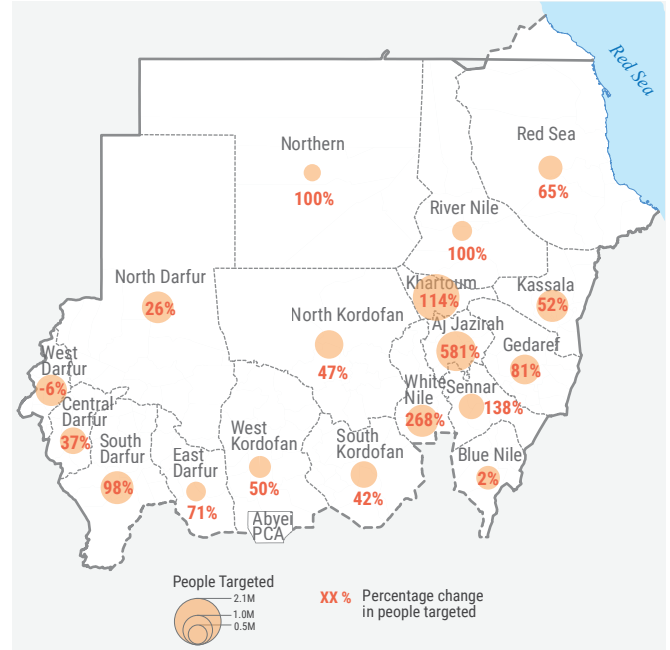 Red Sea
Northern
100%
Red Sea
65%
River Nile
100%
North Darfur
26%
North Kordofan
47%
Khartoum
114%
Kassala
52%
Aj Jazirah
581%
Gedaref
81%
West
Darfur
-6%
Central
Darfur
37%
South
Darfur
98%
East
Darfur
71%
West
Kordofan
50%
South
Kordofan
42%
White
Nile
268%
Sennar
138%
Blue Nile
2%
Abyei
PCA
People Targeted
2.1M
1.0M
0.5M
XX %
Percentage change
in people targeted